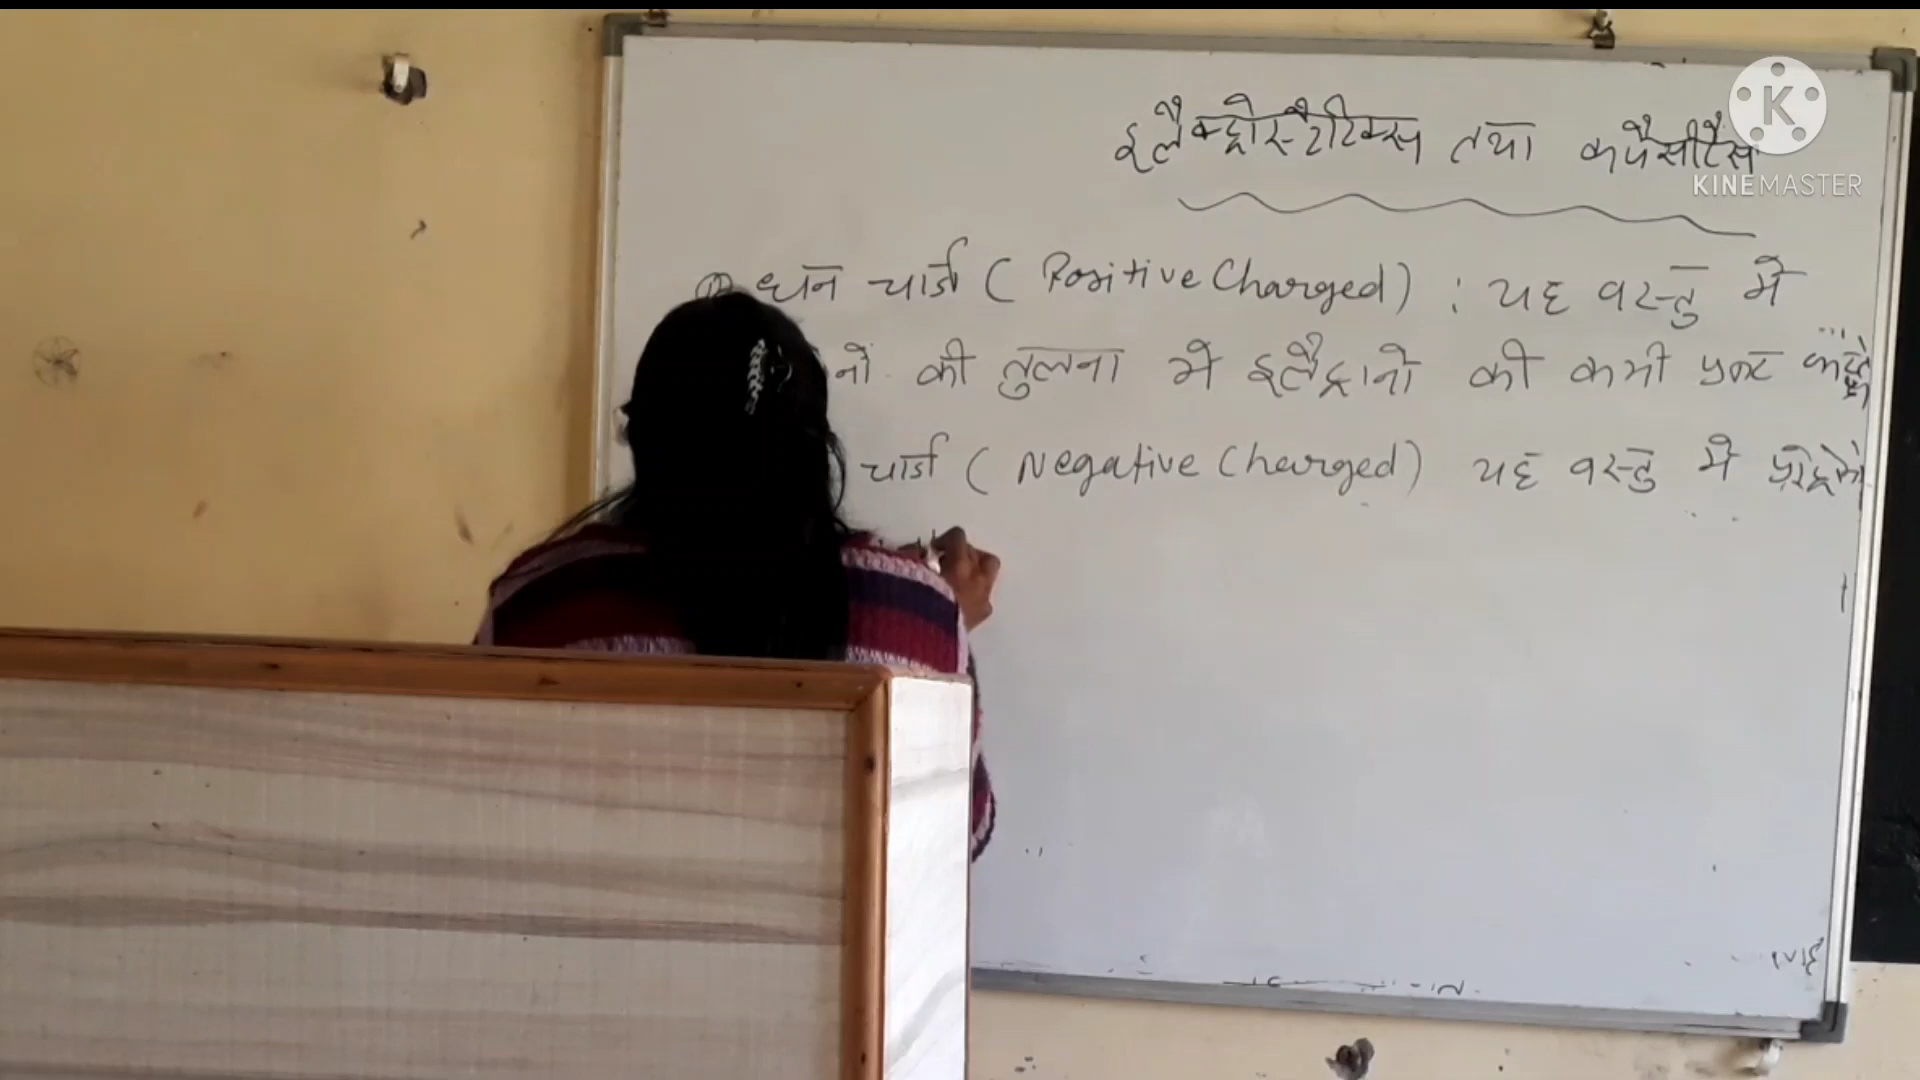 इलैक्ट्रोस्टैटिक्स तथा कपैसीटैंस
KINEMASTER
धन चार्ज ( Positive Charged ) : यह वस्तु में
नों की तुलना में इलैक्ट्रानों की कमी प्रकट करता है
चार्ज ( Negative Charged ) यह वस्तु में प्रोट्रोनो